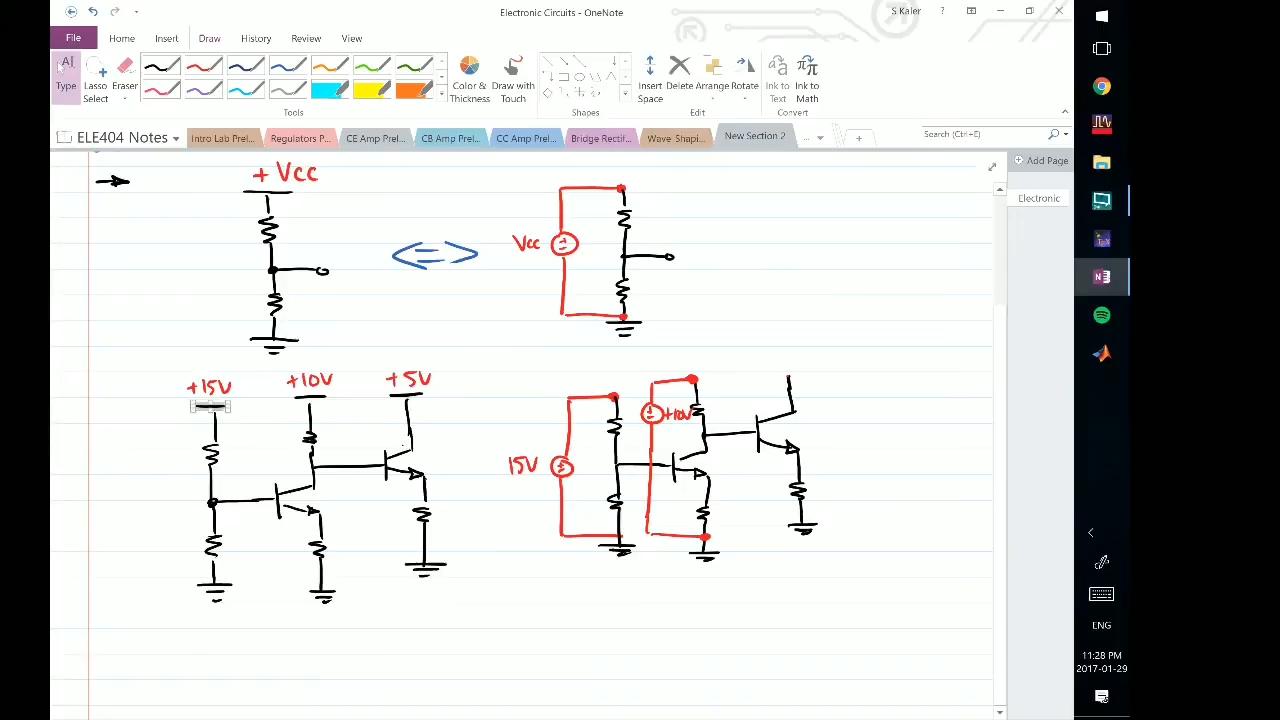 Electronic Circuits - OneNote
S Kaler
?
File
Home
Insert
Draw
History
Review
View
Type
Lasso Select
Eraser
Color & Thickness
Draw with Touch
Insert Space
Delete
Arrange
Rotate
Ink to Text
Ink to Math
Tools
Shapes
Edit
Convert
ELE404 Notes
Intro Lab Prel...
Regulators P...
CE Amp Prel...
CB Amp Prel...
CC Amp Prel...
Bridge Rectif...
Wave Shapi...
New Section 2
Search (Ctrl+E)
Add Page
Electronic
+ Vcc
Vcc
+15V
+10V
+5V
+10V
15V
ENG
11:28 PM
2017-01-29